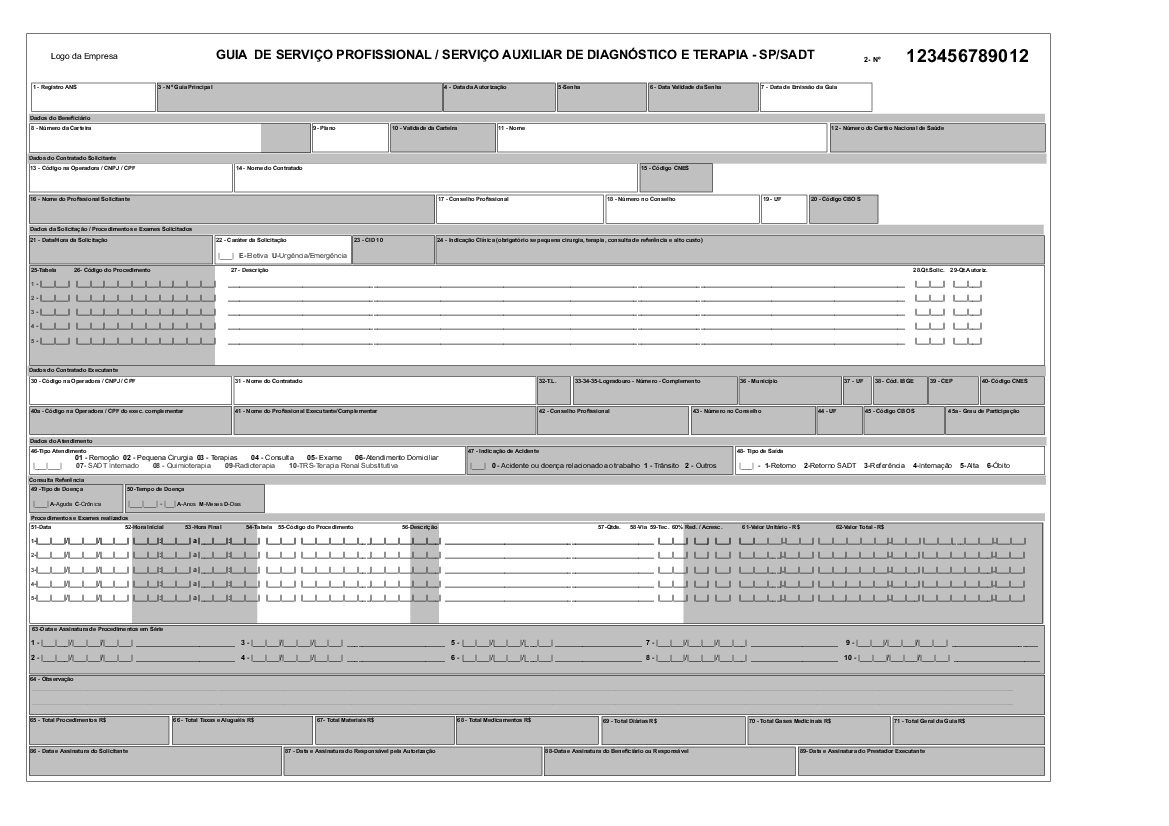 Logo da Empresa
GUIA DE SERVIÇO PROFISSIONAL / SERVIÇO AUXILIAR DE DIAGNÓSTICO E TERAPIA - SP/SADT
2- Nº 123456789012
1 - Registro ANS 3 - Nº Guia Principal 4 - Data da Autorização 5-Senha 6 - Data Validade da Senha 7 - Data de Emissão da Guia
Dados do Beneficiário
8 - Número da Carteira 9 - Plano 10 - Validade da Carteira 11 - Nome 12 - Número do Cartão Nacional de Saúde
Dados do Contratado Solicitante
13 - Código na Operadora / CNPJ / CPF 14 - Nome do Contratado 15 - Código CNES
16 - Nome do Profissional Solicitante 17 - Conselho Profissional 18 - Número no Conselho 19 - UF 20 - Código CBO S
Dados da Solicitação / Procedimentos e Exames Solicitados
21 - Data/Hora da Solicitação 22 - Caráter da Solicitação 23 - CID 10 24 - Indicação Clínica (obrigatório se pequena cirurgia, terapia, consulta de referência e alto custo)
E-Eletiva U-Urgência/Emergência
25-Tabela 26- Código do Procedimento 27 - Descrição 28.Qt.Solic. 29-Qt.Autoriz.
1 -
2 -
3 -
4 -
5 -
Dados do Contratado Executante
30 - Código na Operadora / CNPJ / CPF 31 - Nome do Contratado 32-T.L. 33-34-35-Logradouro - Número - Complemento 36 - Município 37 - UF 38 - Cód. IBGE 39 - CEP 40- Código CNES
40a - Código na Operadora / CPF do exec. complementar 41 - Nome do Profissional Executante/Complementar 42 - Conselho Profissional 43 - Número no Conselho 44 - UF 45 - Código CBO S 45a- Grau de Participação
Dados do Atendimento
46-Tipo Atendimento 47 - Indicação de Acidente 48- Tipo de Saída
01 - Remoção 02 - Pequena Cirurgia 03 - Terapias 04 - Consulta 05- Exame 06-Atendimento Domiciliar
07- SADT Internado 08 - Quimioterapia 09-Radioterapia 10-TRS-Terapia Renal Substitutiva 0 - Acidente ou doença relacionado ao trabalho 1 - Trânsito 2 - Outros - 1-Retorno 2-Retorno SADT 3-Referência 4-Internação 5-Alta 6-Óbito
Consulta Referência
49 -Tipo de Doença 50-Tempo de Doença
A-Aguda C-Crônica - A-Anos M-Meses D-Dias
Procedimentos e Exames realizados
51-Data 52-Hora Inicial 53-Hora Final 54-Tabela 55-Código do Procedimento 56-Descrição 57-Qtde. 58-Via 59-Tec. 60% Red. / Acresc. 61-Valor Unitário - R$ 62-Valor Total - R$
1- / / : a :
2- / / : a :
3- / / : a :
4- / / : a :
5- / / : a :
63-Data e Assinatura de Procedimentos em Série
1 - / / 3 - / / 5 - / / 7 - / / 9 - / /
2 - / / 4 - / / 6 - / / 8 - / / 10 - / /
64 - Observação
65 - Total Procedimentos R$ 66 - Total Taxas e Aluguéis R$ 67- Total Materiais R$ 68 - Total Medicamentos R$ 69 - Total Diárias R$ 70 - Total Gases Medicinais R$ 71 - Total Geral da Guia R$
86 - Data e Assinatura do Solicitante 87 - Data e Assinatura do Responsável pela Autorização 88-Data e Assinatura do Beneficiário ou Responsável 89- Data e Assinatura do Prestador Executante